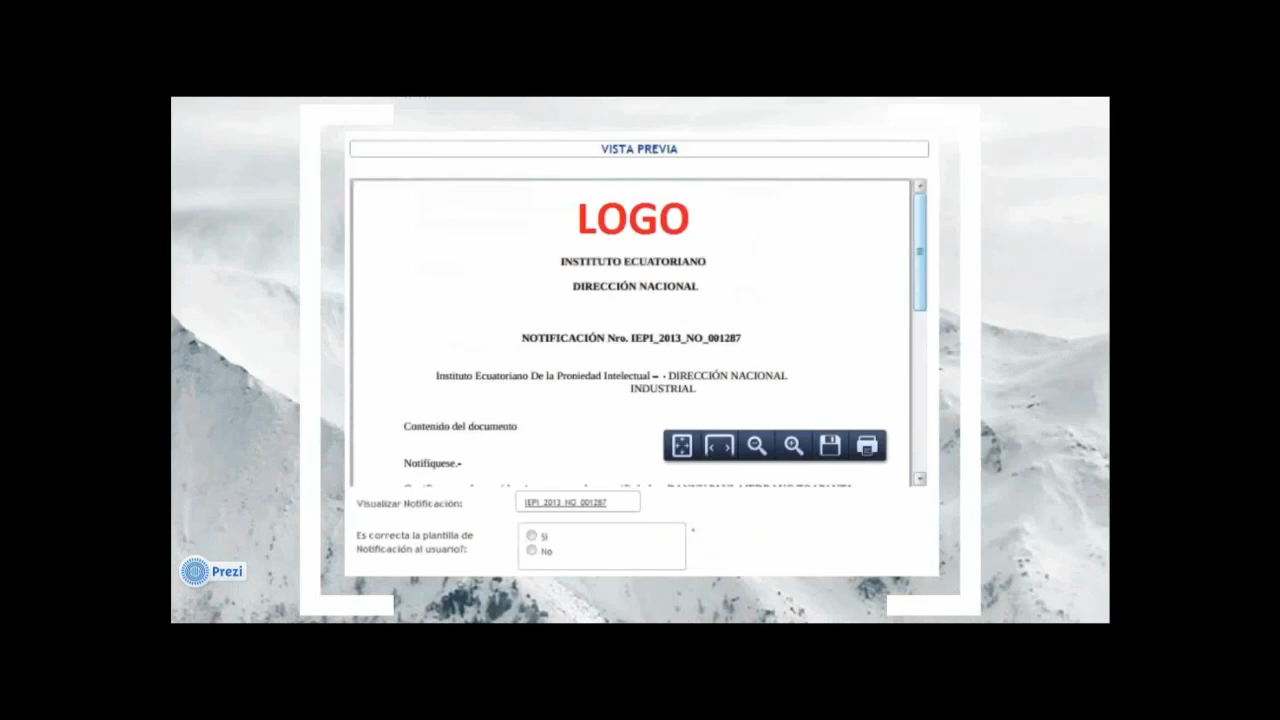 VISTA PREVIA
LOGO
INSTITUTO ECUATORIANO
DIRECCIÓN NACIONAL
NOTIFICACIÓN Nro. IEPI_2013_NO_001287
Instituto Ecuatoriano De la Propiedad Intelectual – · DIRECCIÓN NACIONAL
INDUSTRIAL
Contenido del documento
Notifíquese.-
Visualizar Notificación: IEPI_2013_NO_001287
Es correcta la plantilla de
Notificación al usuario?: *
Si
No
Prezi